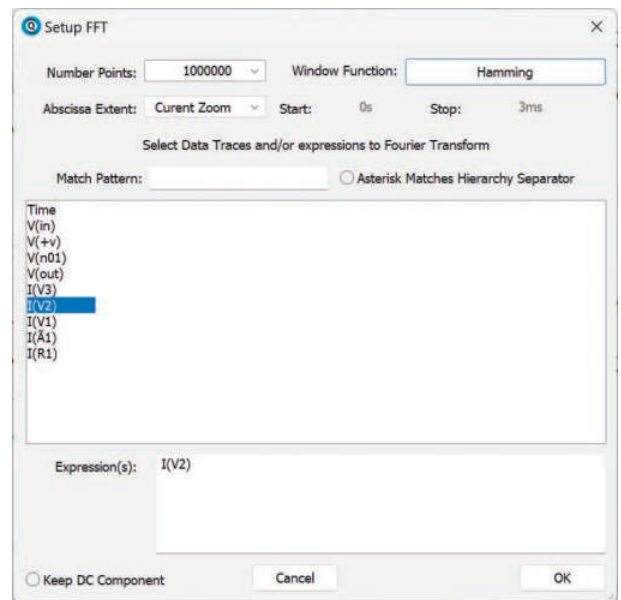 Setup FFT
Number Points: 1000000 Window Function: Hamming
Abscissa Extent: Curent Zoom Start: 0s Stop: 3ms
Select Data Traces and/or expressions to Fourier Transform
Match Pattern: Asterisk Matches Hierarchy Separator
Time
V(in)
V(+v)
V(n01)
V(out)
I(V3)
I(V2)
I(V1)
I(Ã1)
I(R1)
Expression(s): I(V2)
Keep DC Component Cancel OK